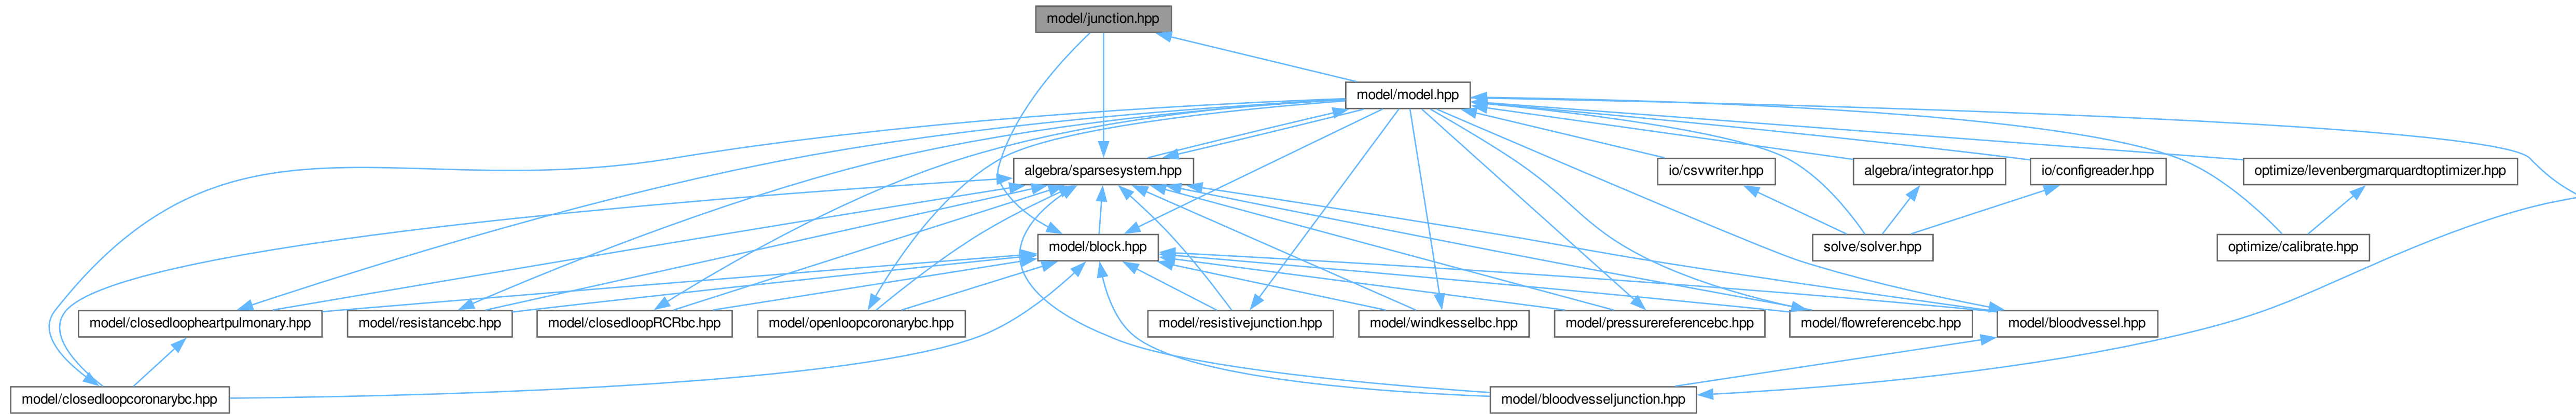 model/junction.hpp
model/model.hpp
algebra/sparsesystem.hpp
io/csvwriter.hpp
algebra/integrator.hpp
io/configreader.hpp
optimize/levenbergmarquardtoptimizer.hpp
model/block.hpp
solve/solver.hpp
optimize/calibrate.hpp
model/closedloopheartpulmonary.hpp
model/resistancebc.hpp
model/closedloopRCRbc.hpp
model/openloopcoronarybc.hpp
model/resistivejunction.hpp
model/windkesselbc.hpp
model/pressurereferencebc.hpp
model/flowreferencebc.hpp
model/bloodvessel.hpp
model/closedloopcoronarybc.hpp
model/bloodvesseljunction.hpp